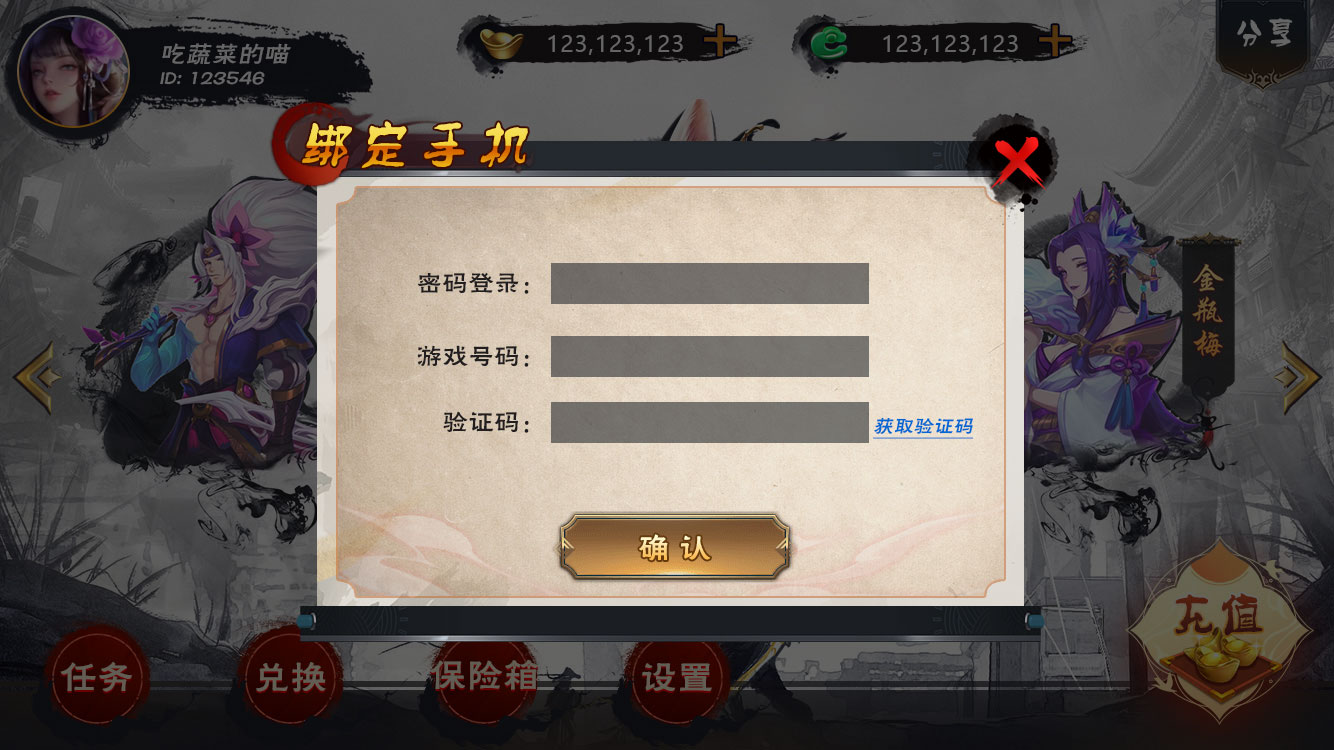 吃蔬菜的喵
ID: 123546
123,123,123
123,123,123
分享
绑定手机
密码登录：
游戏号码：
验证码：
获取验证码
确认
金瓶梅
充值
任务
兑换
保险箱
设置